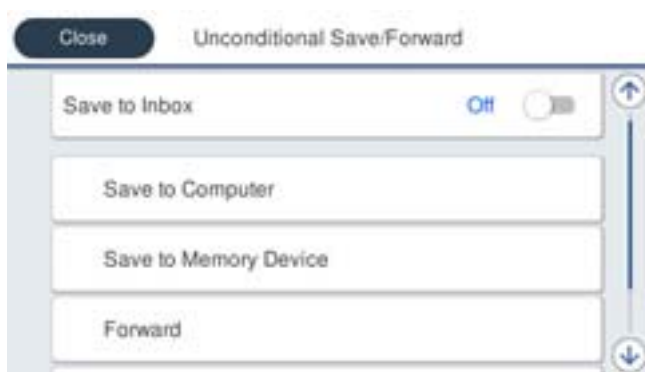 Close
Unconditional Save/Forward
Save to Inbox
Off
Save to Computer
Save to Memory Device
Forward